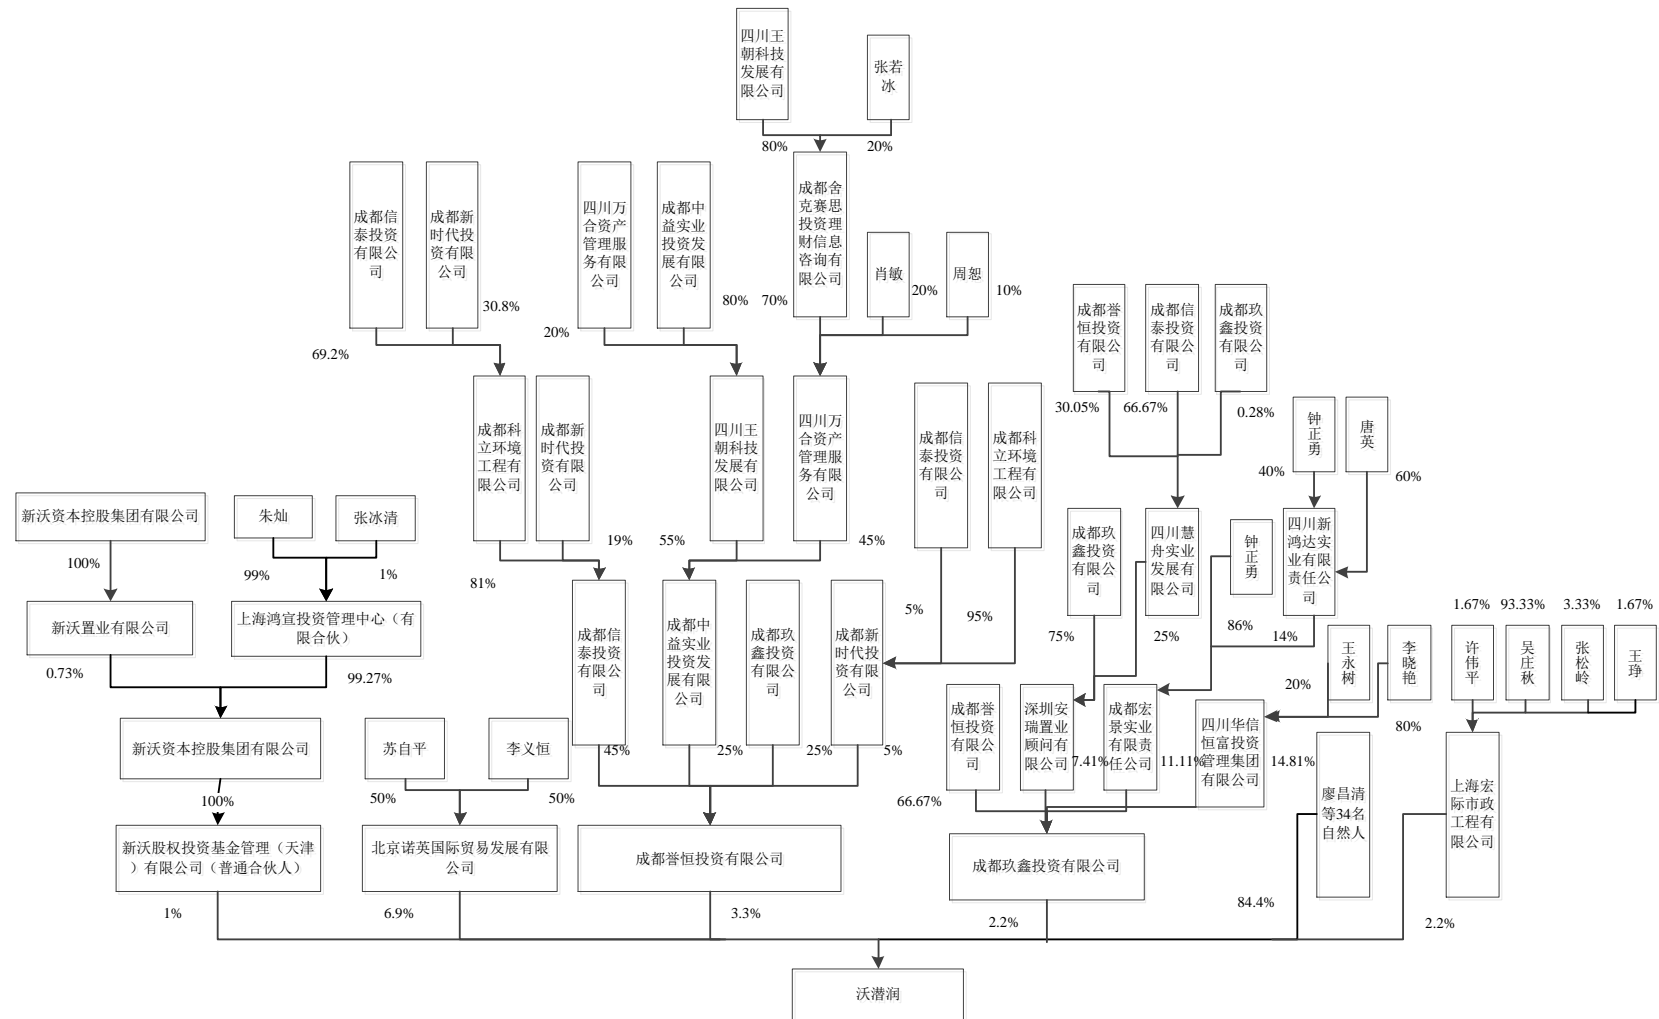 四川王
朝科技
发展有
限公司
张若
冰
80%
20%
成都信
泰投资
有限公
司
成都新
时代投
资有限
公司
四川万
合资产
管理服
务有限
公司
成都中
益实业
投资发
展有限
公司
成都舍
克赛思
投资理
财信息
咨询有
限公司
肖敏
周恕
30.8%
80%
70%
20%
10%
69.2%
20%
成都誉
恒投资
有限公
司
成都信
泰投资
有限公
司
成都玖
鑫投资
有限公
司
30.05%
66.67%
0.28%
成都科
立环境
工程有
限公司
成都新
时代投
资有限
公司
四川王
朝科技
发展有
限公司
四川万
合资产
管理服
务有限
公司
成都信
泰投资
有限公
司
成都科
立环境
工程有
限公司
钟
正
勇
唐
英
40%
60%
新沃资本控股集团有限公司
朱灿
张冰清
100%
99%
1%
81%
19%
55%
45%
5%
95%
成都玖
鑫投资
有限公
司
四川慧
舟实业
发展有
限公司
钟
正
勇
四川新
鸿达实
业有限
责任公
司
75%
25%
86%
14%
新沃置业有限公司
上海鸿宣投资管理中心（有
限合伙）
0.73%
99.27%
成都信
泰投资
有限公
司
成都中
益实业
投资发
展有限
公司
成都玖
鑫投资
有限公
司
成都新
时代投
资有限
公司
45%
25%
25%
5%
王
永
树
李
晓
艳
20%
80%
1.67%
93.33%
3.33%
1.67%
许
伟
平
吴
庄
秋
张
松
岭
王
琤
成都誉
恒投资
有限公
司
深圳安
瑞置业
顾问有
限公司
成都宏
景实业
有限责
任公司
四川华信
恒富投资
管理集团
有限公司
66.67%
7.41%
11.11%
14.81%
新沃资本控股集团有限公司
苏自平
李义恒
100%
50%
50%
廖昌清
等34名
自然人
上海宏
际市政
工程有
限公司
新沃股权投资基金管理（天津
）有限公司（普通合伙人）
北京诺英国际贸易发展有限
公司
成都誉恒投资有限公司
成都玖鑫投资有限公司
1%
6.9%
3.3%
2.2%
84.4%
2.2%
沃潜润